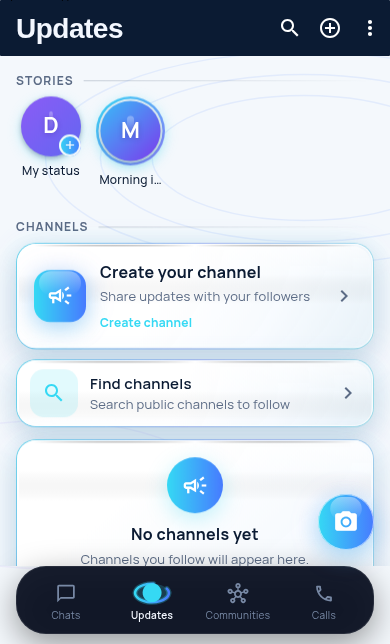 Updates
STORIES
D
M
My status
Morning i...
CHANNELS
Create your channel
Share updates with your followers
Create channel
Find channels
Search public channels to follow
No channels yet
Channels you follow will appear here.
Chats
Updates
Communities
Calls